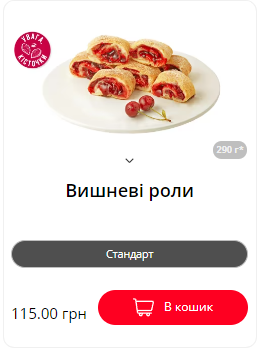 УВАГА
КІСТОЧКИ
290 г*
Вишневі роли
Стандарт
115.00 грн
В кошик